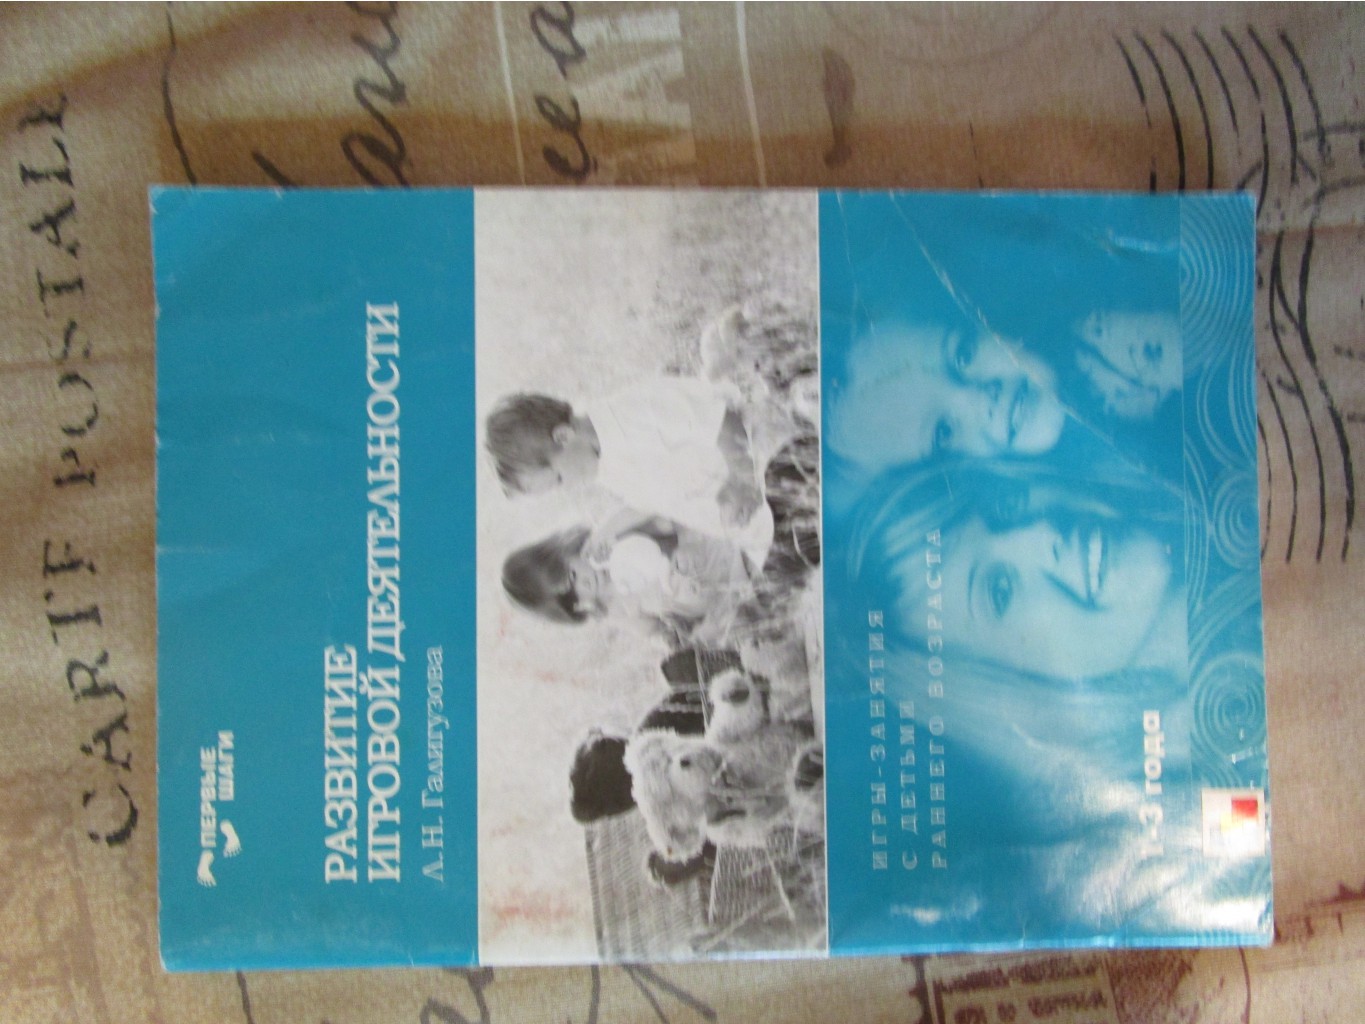 ПЕРВЫЕ
ШАГИ
РАЗВИТИЕ
ИГРОВОЙ ДЕЯТЕЛЬНОСТИ
Л.Н. Галигузова
ИГРЫ-ЗАНЯТИЯ
С ДЕТЬМИ
РАННЕГО ВОЗРАСТА
1-3 года
CARTE POSTALE